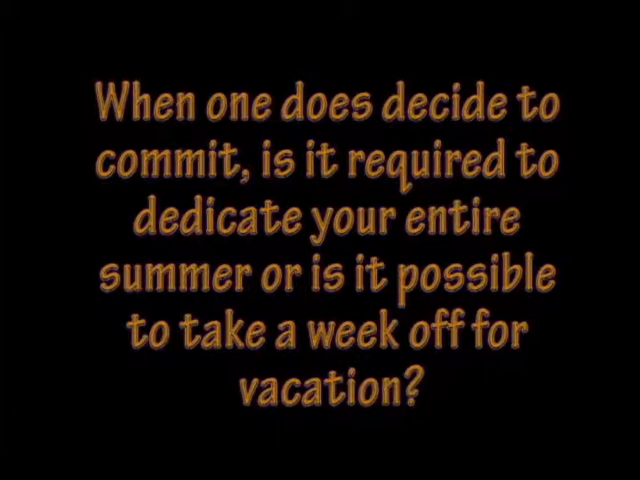 When one does decide to
commit, is it required to
dedicate your entire
summer or is it possible
to take a week off for
vacation?